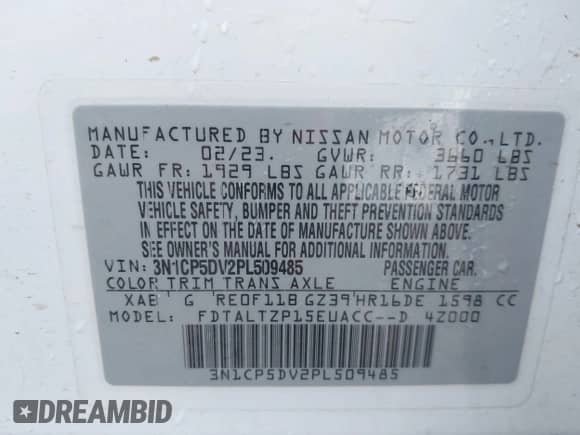 MANUFACTURED BY NISSAN MOTOR CO.,LTD.
DATE: 02/23. GVWR: 3660 LBS
GAWR FR: 1929 LBS GAWR RR: 1731 LBS
THIS VEHICLE CONFORMS TO ALL APPLICABLE FEDERAL MOTOR
VEHICLE SAFETY, BUMPER AND THEFT PREVENTION STANDARDS
IN EFFECT ON THE DATE OF MANUFACTURE SHOWN ABOVE.
SEE OWNER'S MANUAL FOR ADDITIONAL INFORMATION.
VIN: 3N1CP5DV2PL509485 PASSENGER CAR.
COLOR TRIM TRANS AXLE ENGINE
XAB G RE0F11B GZ39 HR16DE 1598 CC
MODEL: FDTALTZP15EUACC--D 4Z000
3N1CP5DV2PL509485
DREAMBID